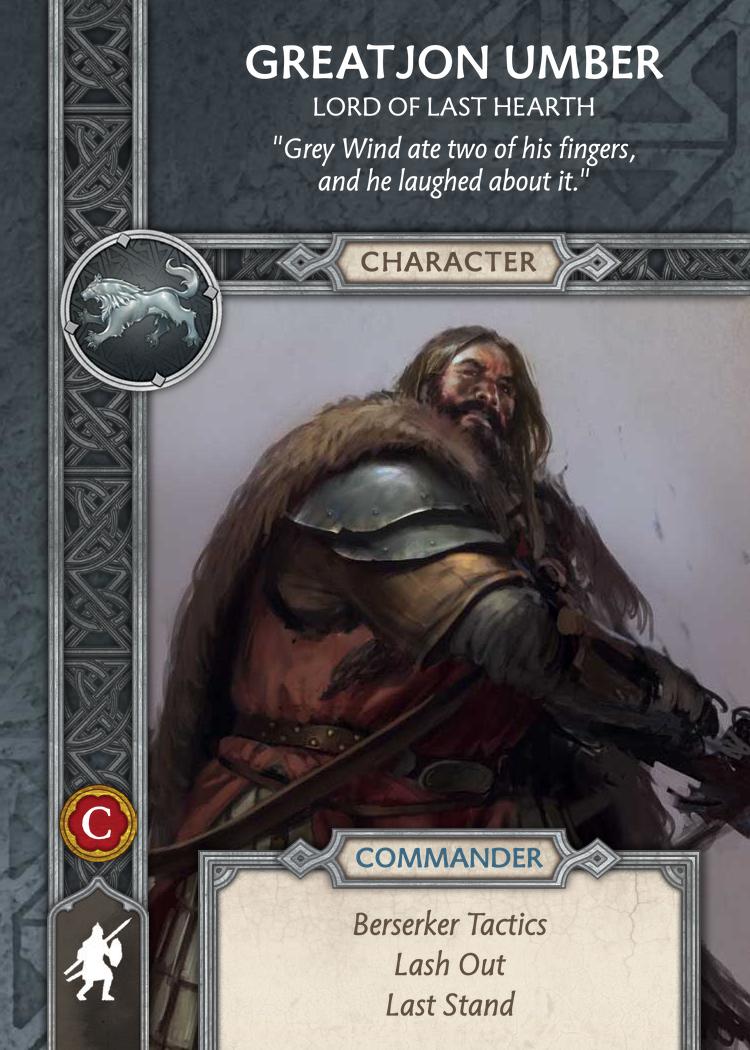 GREATJON UMBER
LORD OF LAST HEARTH
"Grey Wind ate two of his fingers,
and he laughed about it."
CHARACTER
C
COMMANDER
Berserker Tactics
Lash Out
Last Stand